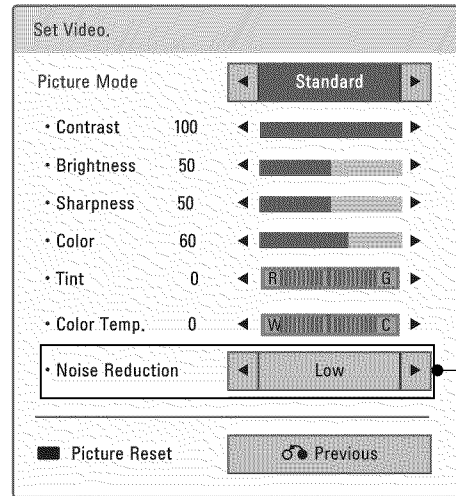 Set Video.
Picture Mode Standard
• Contrast 100
• Brightness 50
• Sharpness 50
• Color 60
• Tint 0 R G
• Color Temp. 0 W C
• Noise Reduction Low
Picture Reset Previous